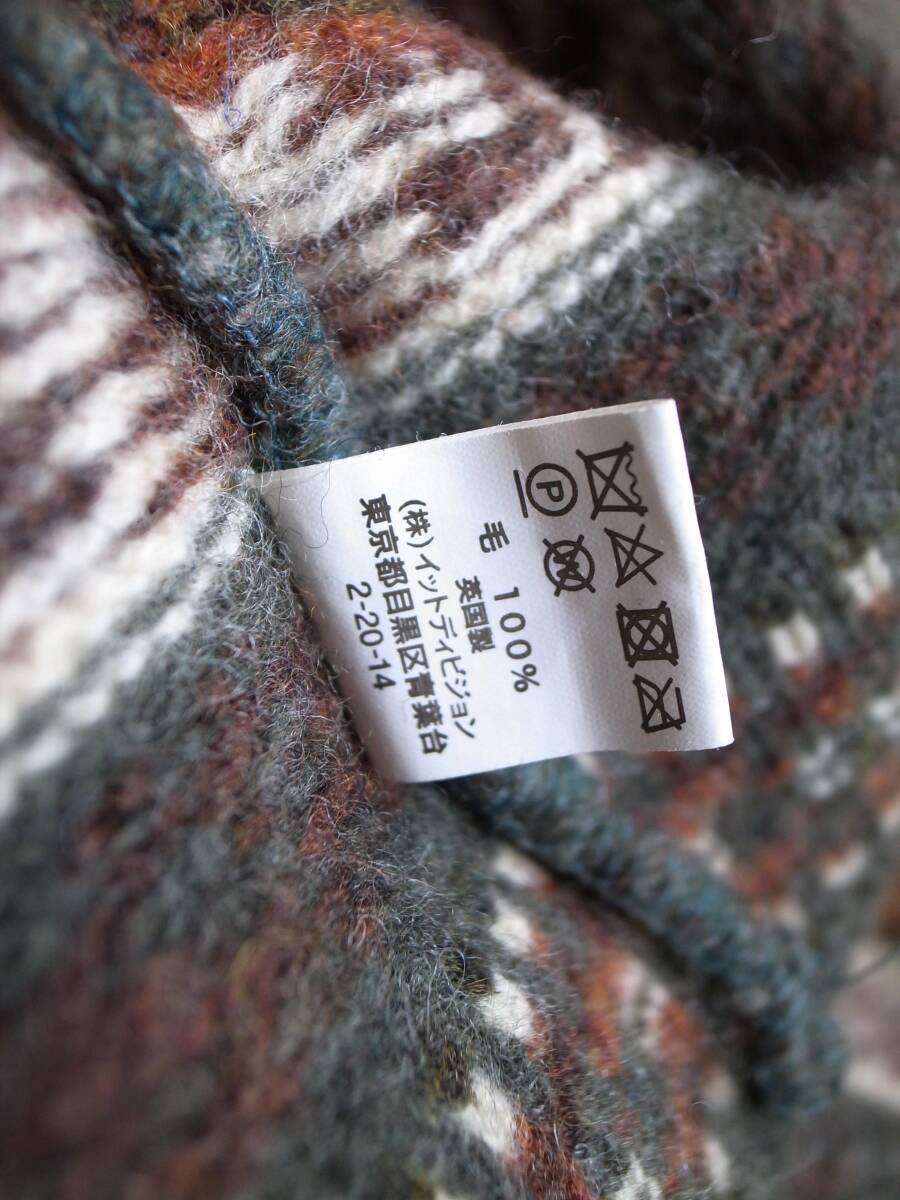 P
W
毛 100%
英国製
(株)イットディビジョン
東京都目黒区青葉台
2-20-14